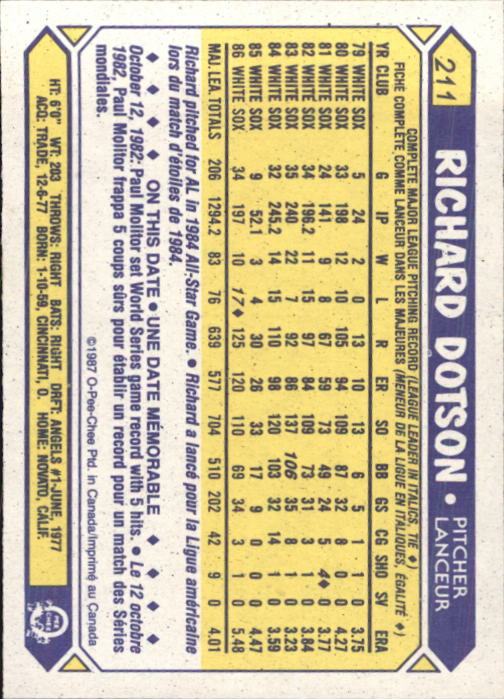 211
RICHARD DOTSON • PITCHER
LANCEUR
COMPLETE MAJOR LEAGUE PITCHING RECORD (LEAGUE LEADER IN ITALICS, TIE ♦)
FICHE COMPLÈTE COMME LANCEUR DANS LES MAJEURES (MENEUR DE LA LIGUE EN ITALIQUES, ÉGALITÉ ♦)
YR CLUB G IP W L R ER SO BB GS CG SHO SV ERA
79 WHITE SOX 5 24 2 0 13 10 13 6 5 1 1 0 3.75
80 WHITE SOX 33 198 12 10 105 94 109 87 32 8 0 0 4.27
81 WHITE SOX 24 141 9 8 67 59 73 49 24 5 4♦ 0 3.77
82 WHITE SOX 34 196.2 11 15 97 84 109 73 31 3 1 0 3.84
83 WHITE SOX 35 240 22 7 92 86 137 106 35 8 1 0 3.23
84 WHITE SOX 32 245.2 14 15 110 98 120 103 32 14 1 0 3.59
85 WHITE SOX 9 52.1 3 4 30 26 33 17 9 0 0 0 4.47
86 WHITE SOX 34 197 10 17♦ 125 120 110 69 34 3 1 0 5.48
MAJ. LEA. TOTALS 206 1294.2 83 76 639 577 704 510 202 42 9 0 4.01
Richard pitched for AL in 1984 All-Star Game. • Richard a lancé pour la Ligue américaine
lors du match d'étoiles de 1984.
♦ ♦ ♦ ♦ ON THIS DATE • UNE DATE MÉMORABLE ♦ ♦ ♦ ♦
October 12, 1982: Paul Molitor set World Series game record with 5 hits. • Le 12 octobre
1982, Paul Molitor frappa 5 coups sûrs pour établir un record pour un match des Séries
mondiales.
©1987 O-Pee-Chee Ltd. in Canada/Imprimé au Canada
HT: 6'0" WT: 203 THROWS: RIGHT BATS: RIGHT DRFT: ANGELS #1-JUNE, 1977
ACQ: TRADE, 12-6-77 BORN: 1-10-59, CINCINNATI, O. HOME: NOVATO, CALIF.
O
PEE
CHEE